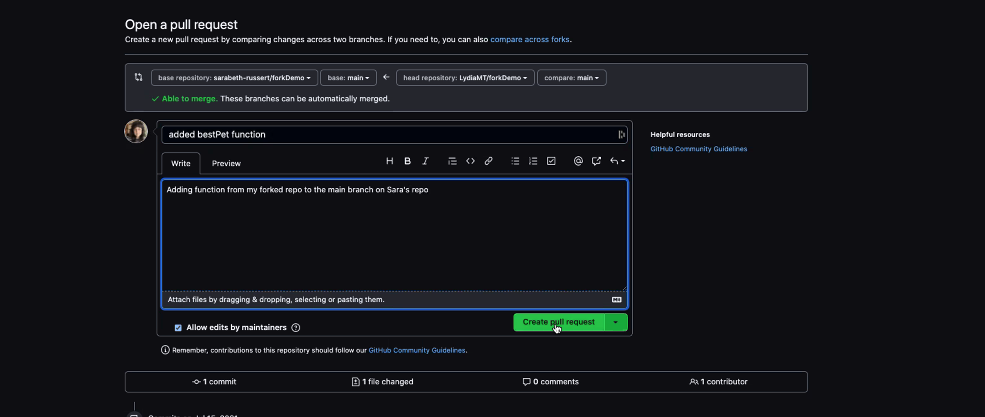 Open a pull request
Create a new pull request by comparing changes across two branches. If you need to, you can also compare across forks.
base repository: sarabeth-russert/forkDemo base: main ← head repository: LydiaMT/forkDemo compare: main
✓ Able to merge. These branches can be automatically merged.
added bestPet function
Helpful resources
GitHub Community Guidelines
Write Preview
Adding function from my forked repo to the main branch on Sara's repo
Attach files by dragging & dropping, selecting or pasting them.
Create pull request
Allow edits by maintainers
Remember, contributions to this repository should follow our GitHub Community Guidelines.
1 commit 1 file changed 0 comments 1 contributor